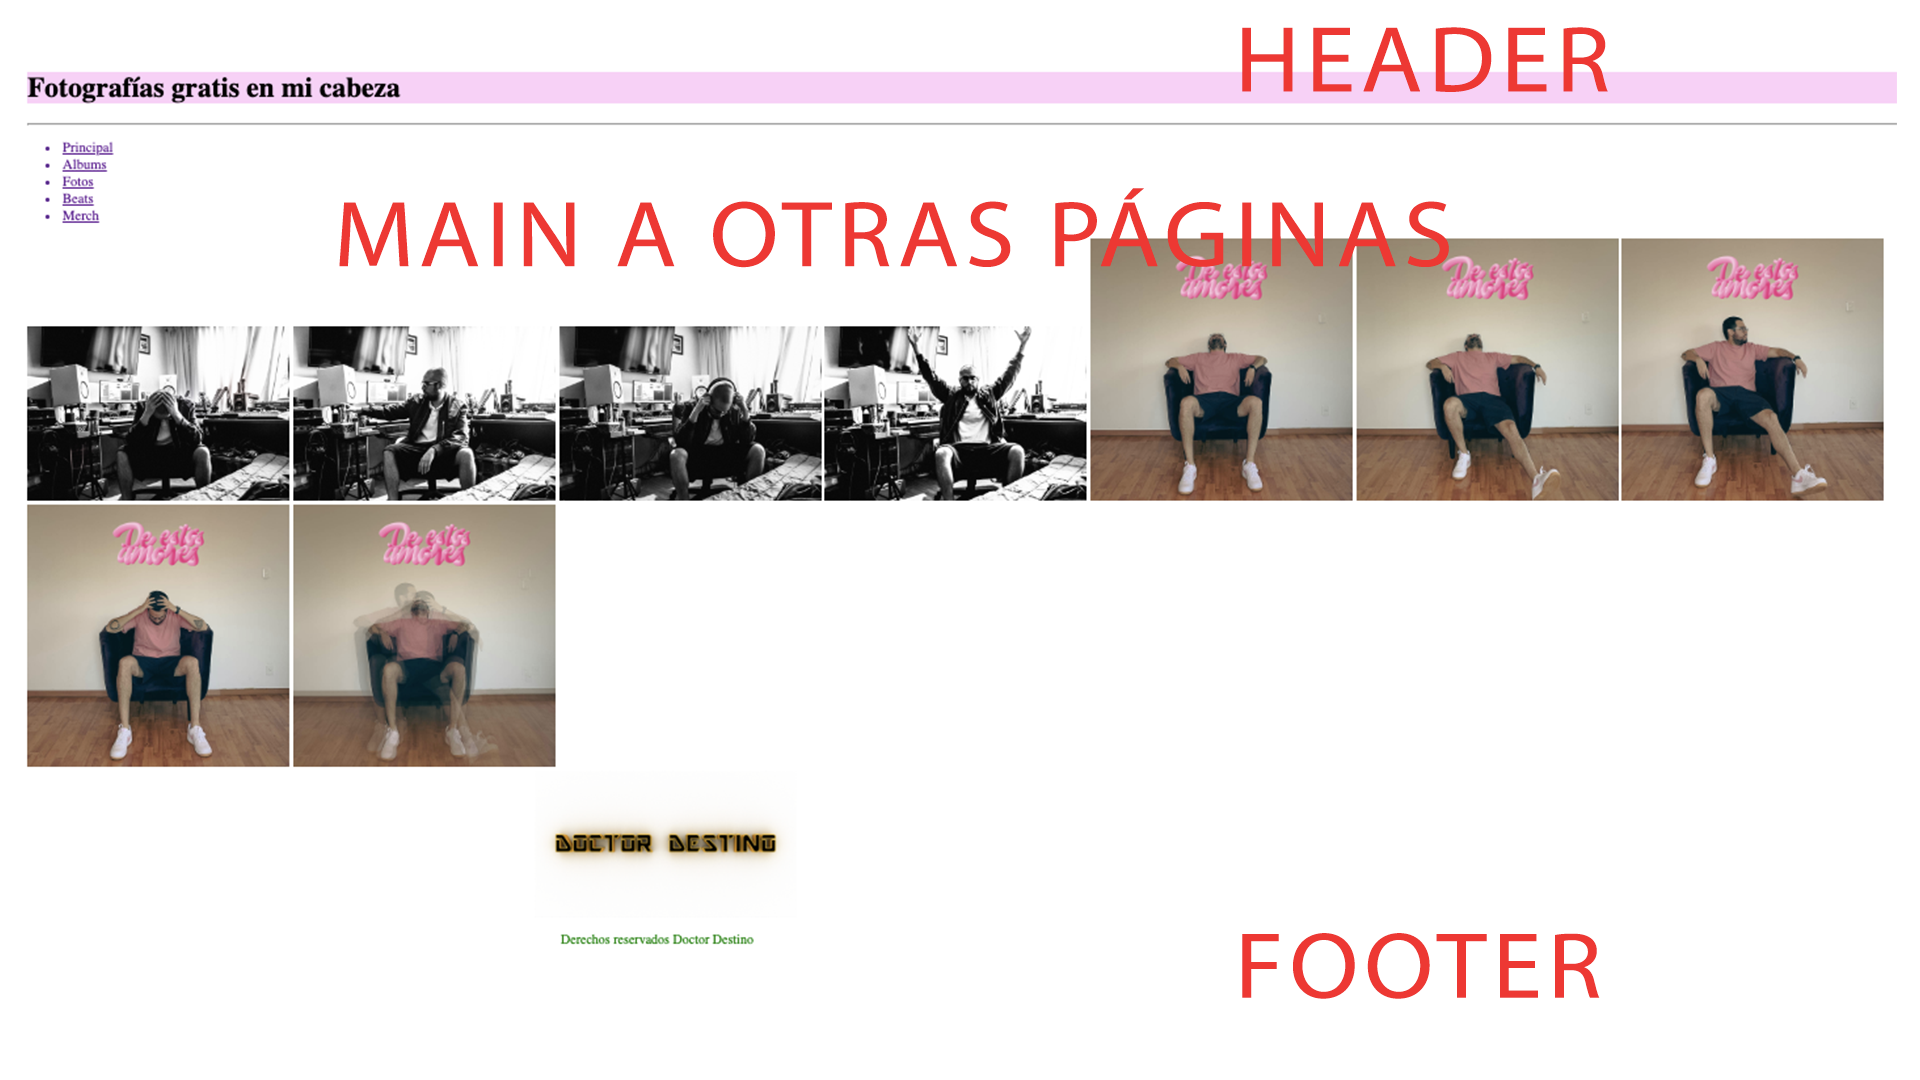 HEADER
Fotografías gratis en mi cabeza
Principal
Albums
Fotos
Beats
Merch
MAIN A OTRAS PÁGINAS
De estos amores
De estos amores
De estos amores
De estos amores
De estos amores
DOCTOR DESTINO
Derechos reservados Doctor Destino
FOOTER